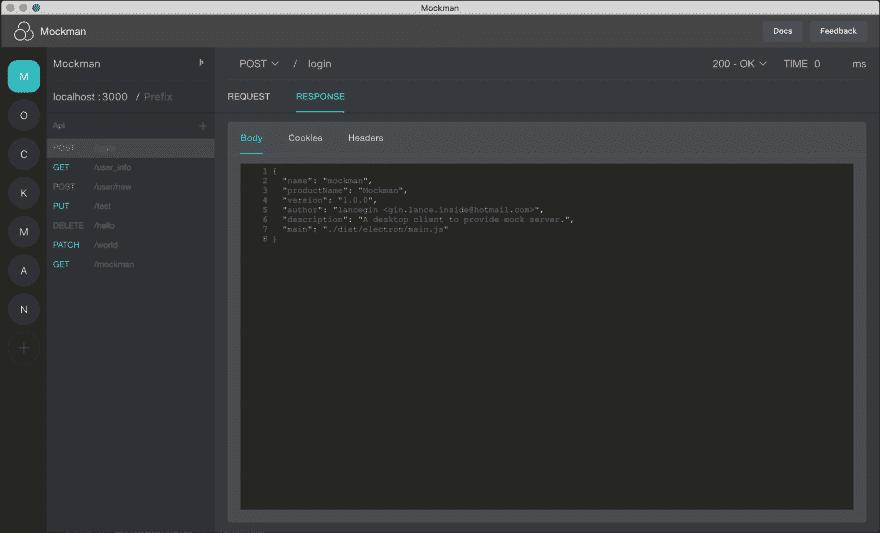 Mockman
Mockman
Docs
Feedback
M
O
C
K
M
A
N
+
Mockman
localhost : 3000 / Prefix
Api +
POST
GET /user_info
POST /user/new
PUT /test
DELETE /hello
PATCH /world
GET /mockman
POST / login
200 - OK
TIME 0 ms
REQUEST RESPONSE
Body Cookies Headers
1 {
2 "name": "mockman",
3 "productName": "Mockman",
4 "version": "1.0.0",
5 "author": "lancegin <gin.lance.inside@hotmail.com>",
6 "description": "A desktop client to provide mock server.",
7 "main": "./dist/electron/main.js"
8 }